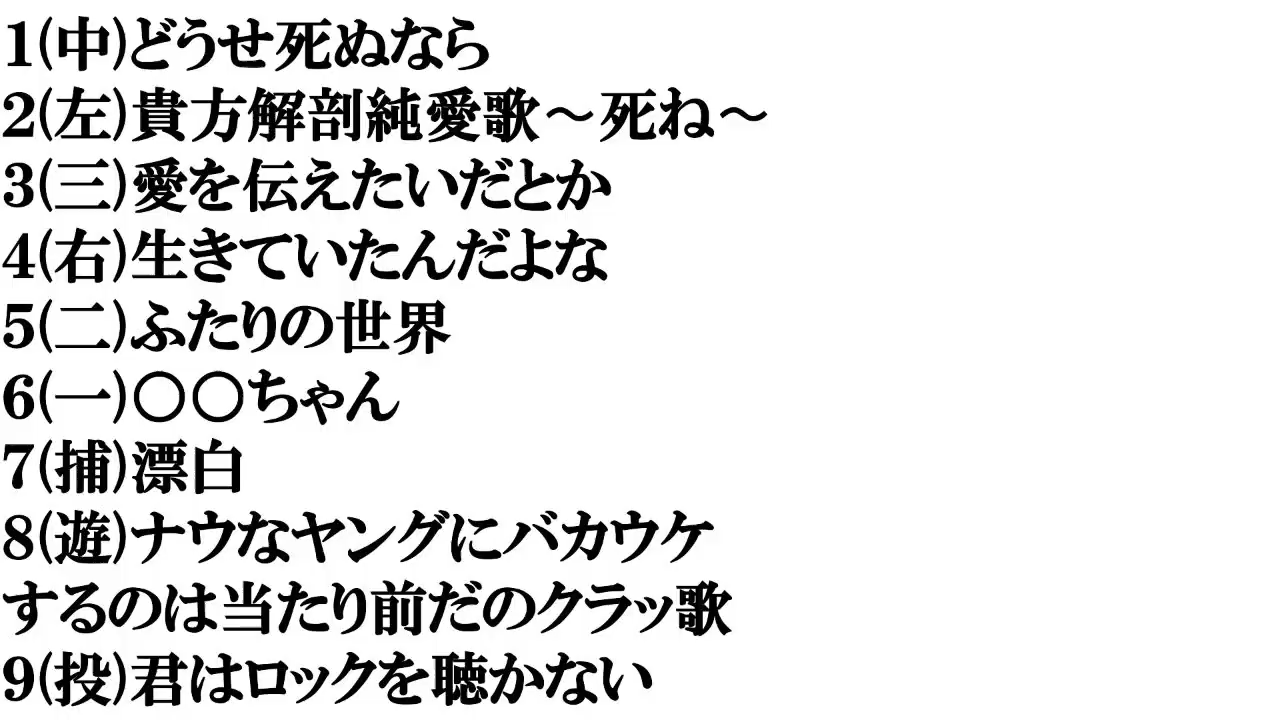 1(中)どうせ死ぬなら
2(左)貴方解剖純愛歌～死ね～
3(三)愛を伝えたいだとか
4(右)生きていたんだよな
5(二)ふたりの世界
6(一)〇〇ちゃん
7(捕)漂白
8(遊)ナウなヤングにバカウケ
するのは当たり前だのクラッ歌
9(投)君はロックを聴かない